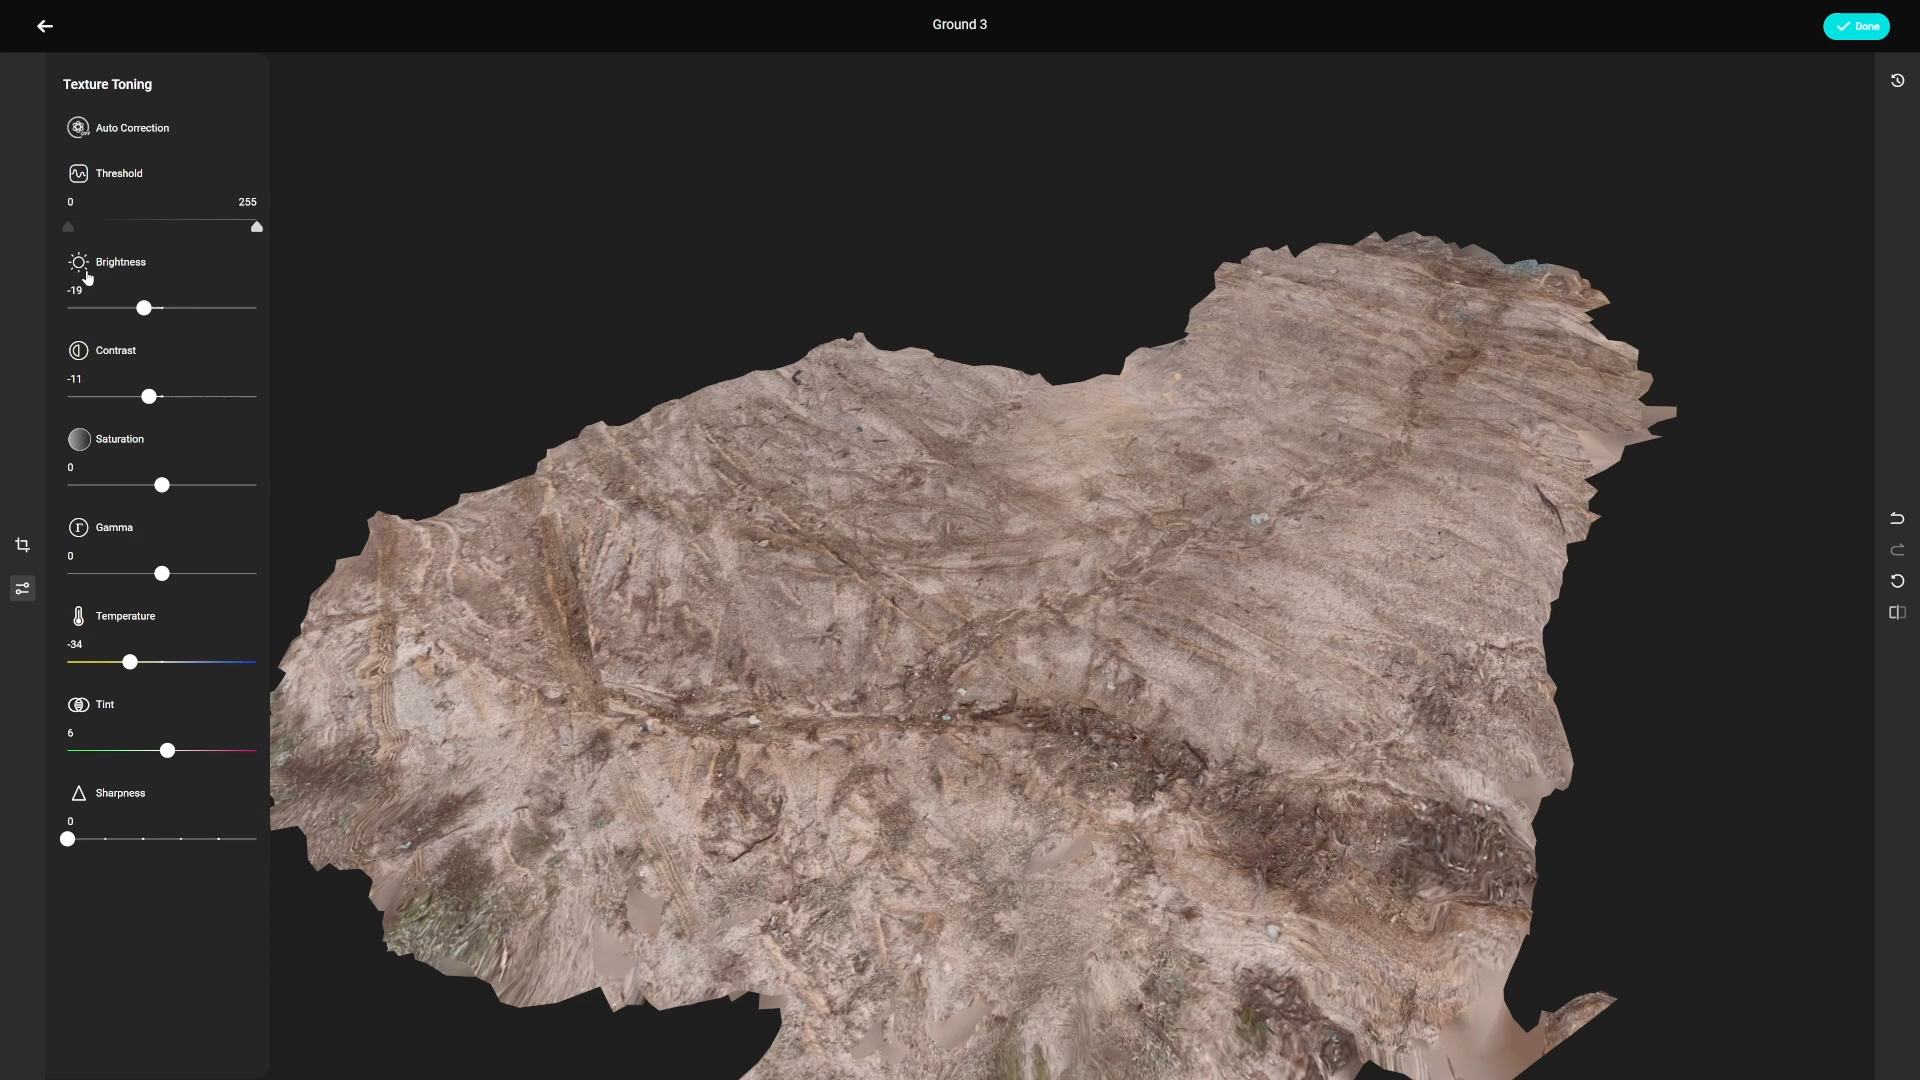 Ground 3
Done
Texture Toning
Auto Correction
Threshold
0 255
Brightness
-19
Contrast
-11
Saturation
0
Gamma
0
Temperature
-34
Tint
6
Sharpness
0